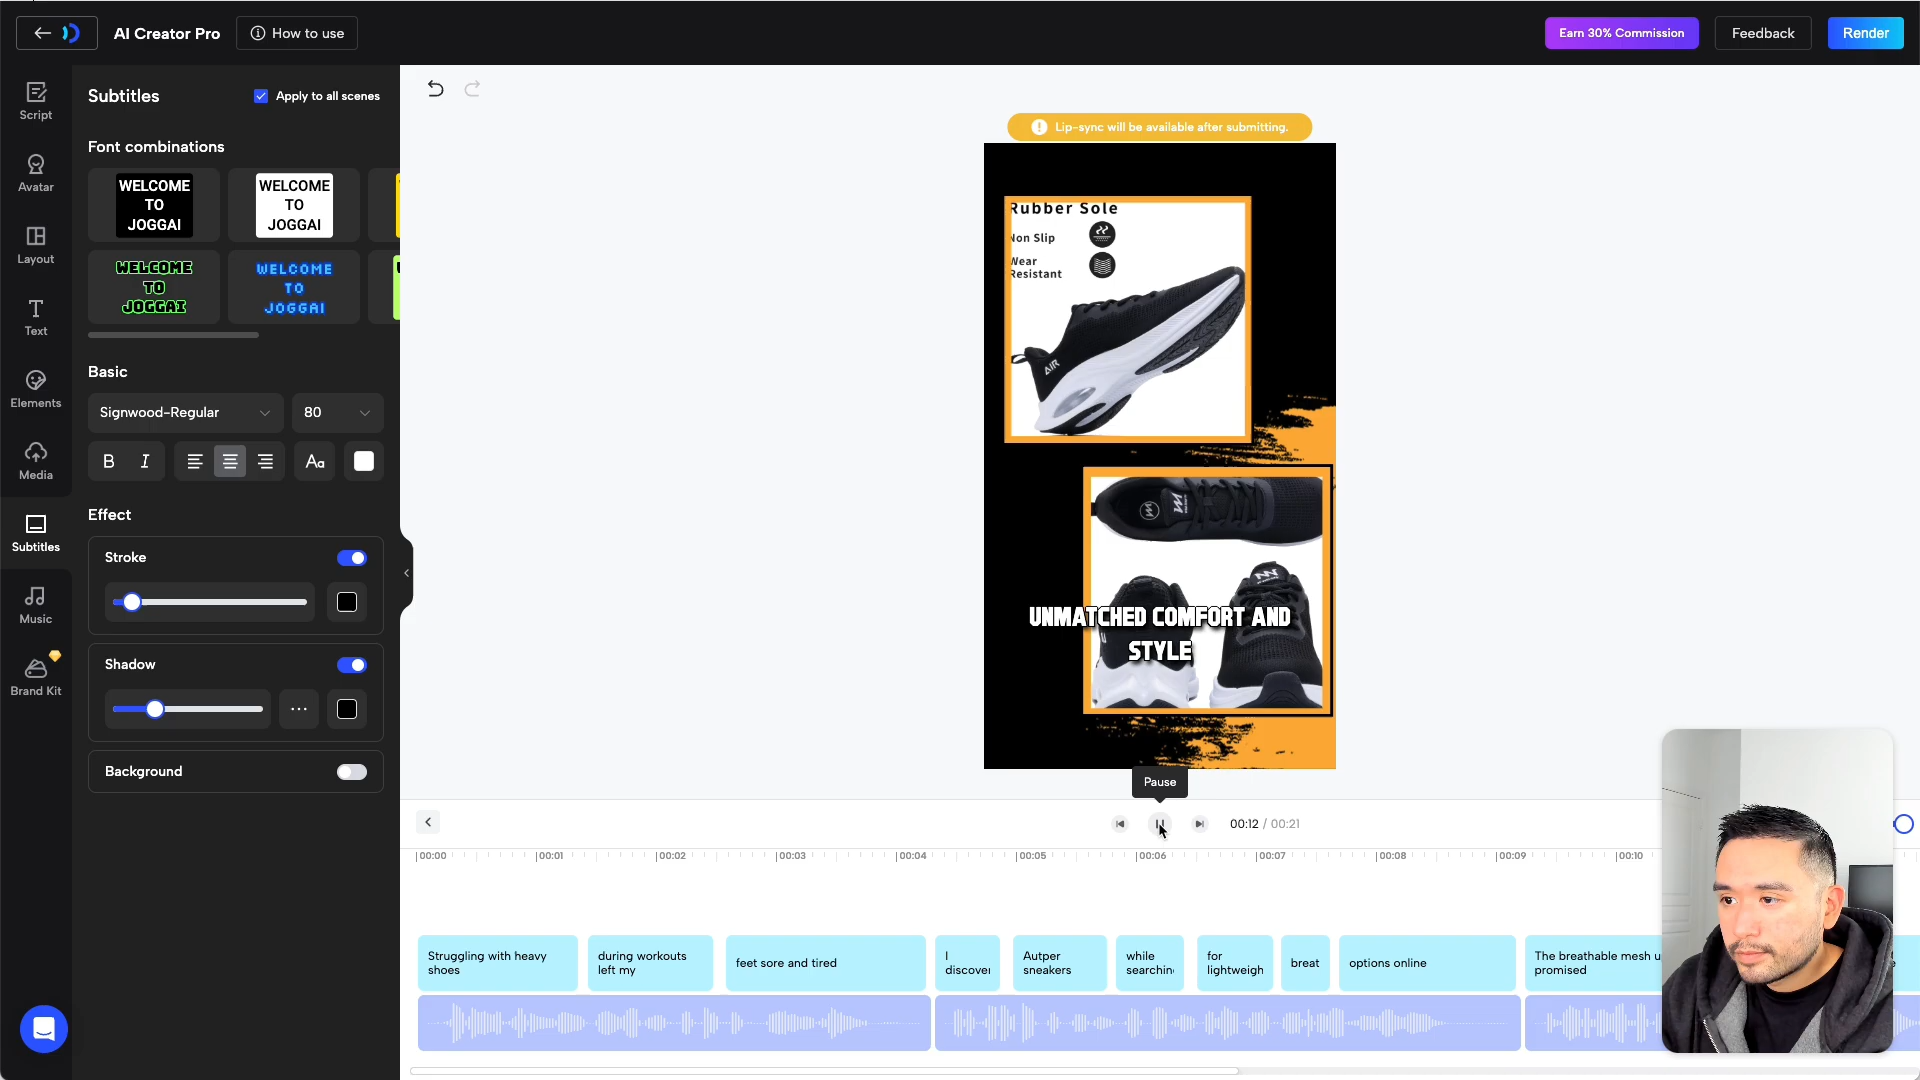 AI Creator Pro
How to use
Earn 30% Commission
Feedback
Render
Script
Avatar
Layout
Text
Elements
Media
Subtitles
Music
Brand Kit
Subtitles
Apply to all scenes
Font combinations
WELCOME
TO
JOGGAI
WELCOME
TO
JOGGAI
WELCOME
TO
JOGGAI
WELCOME
TO
JOGGAI
Basic
Signwood-Regular
80
B
I
Aa
Effect
Stroke
Shadow
Background
Lip-sync will be available after submitting.
Rubber Sole
Non Slip
Wear
Resistant
AIR
UNMATCHED COMFORT AND
STYLE
Pause
00:12 / 00:21
00:00
00:01
00:02
00:03
00:04
00:05
00:06
00:07
00:08
00:09
00:10
Struggling with heavy
shoes
during workouts
left my
feet sore and tired
I
discover
Autper
sneakers
while
searchin
for
lightweigh
breat
options online
The breathable mesh u
promised